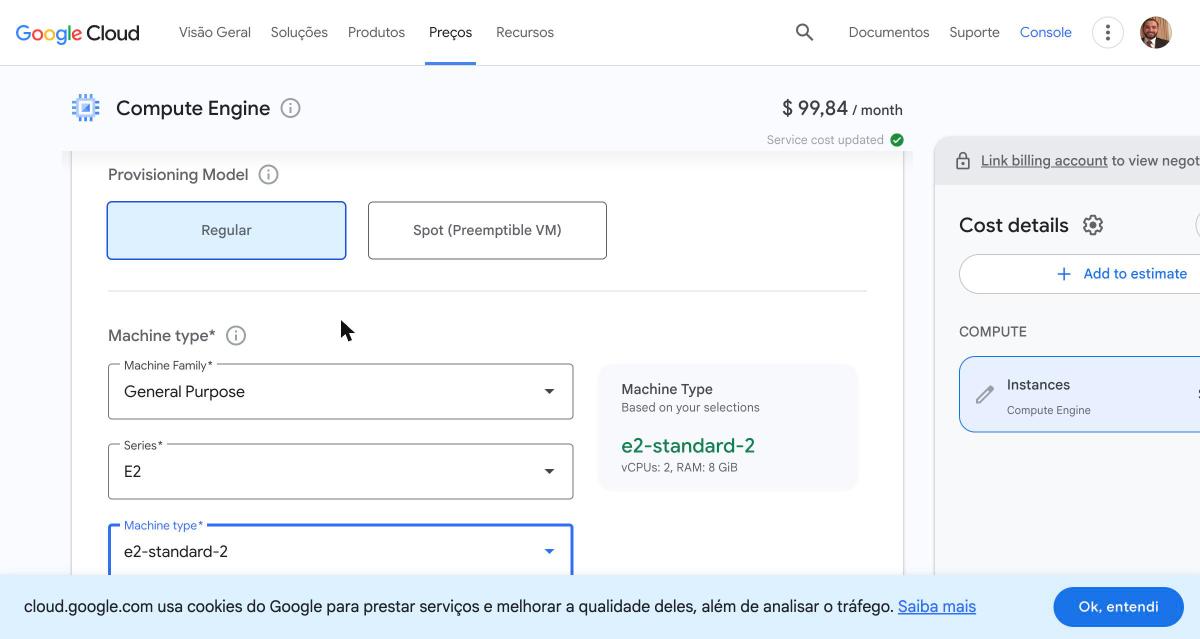 Google Cloud
Visão Geral Soluções Produtos Preços Recursos Documentos Suporte Console
Compute Engine
$ 99,84 / month
Service cost updated
Provisioning Model
Regular
Spot (Preemptible VM)
Machine type*
Machine Family*
General Purpose
Series*
E2
Machine type*
e2-standard-2
Machine Type
Based on your selections
e2-standard-2
vCPUs: 2, RAM: 8 GiB
Link billing account to view
Cost details
Add to estimate
COMPUTE
Instances
Compute Engine
cloud.google.com usa cookies do Google para prestar serviços e melhorar a qualidade deles, além de analisar o tráfego. Saiba mais
Ok, entendi